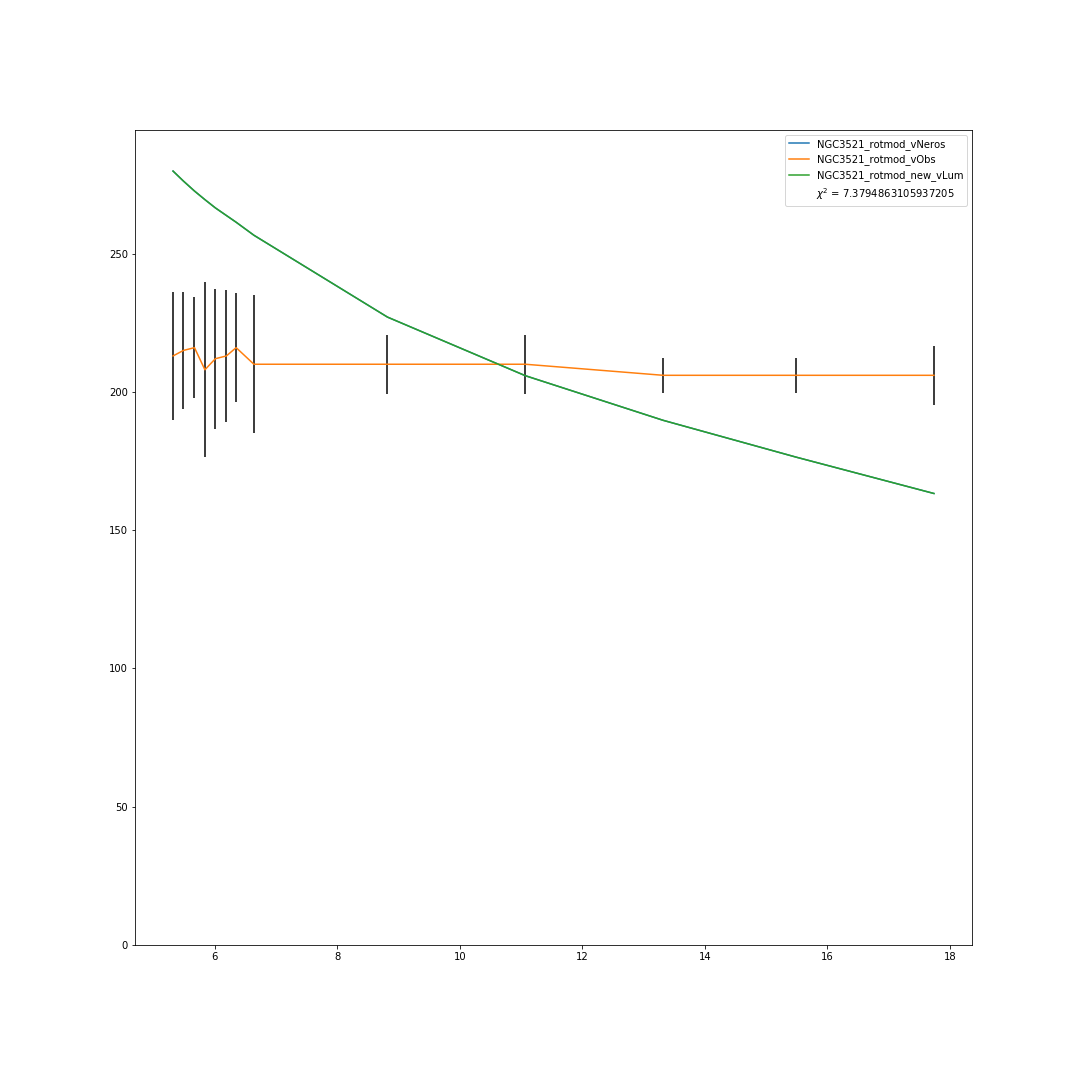 NGC3521_rotmod_vNeros
NGC3521_rotmod_vObs
NGC3521_rotmod_new_vLum
χ² = 7.3794863105937205
250
200
150
100
50
0
6 8 10 12 14 16 18